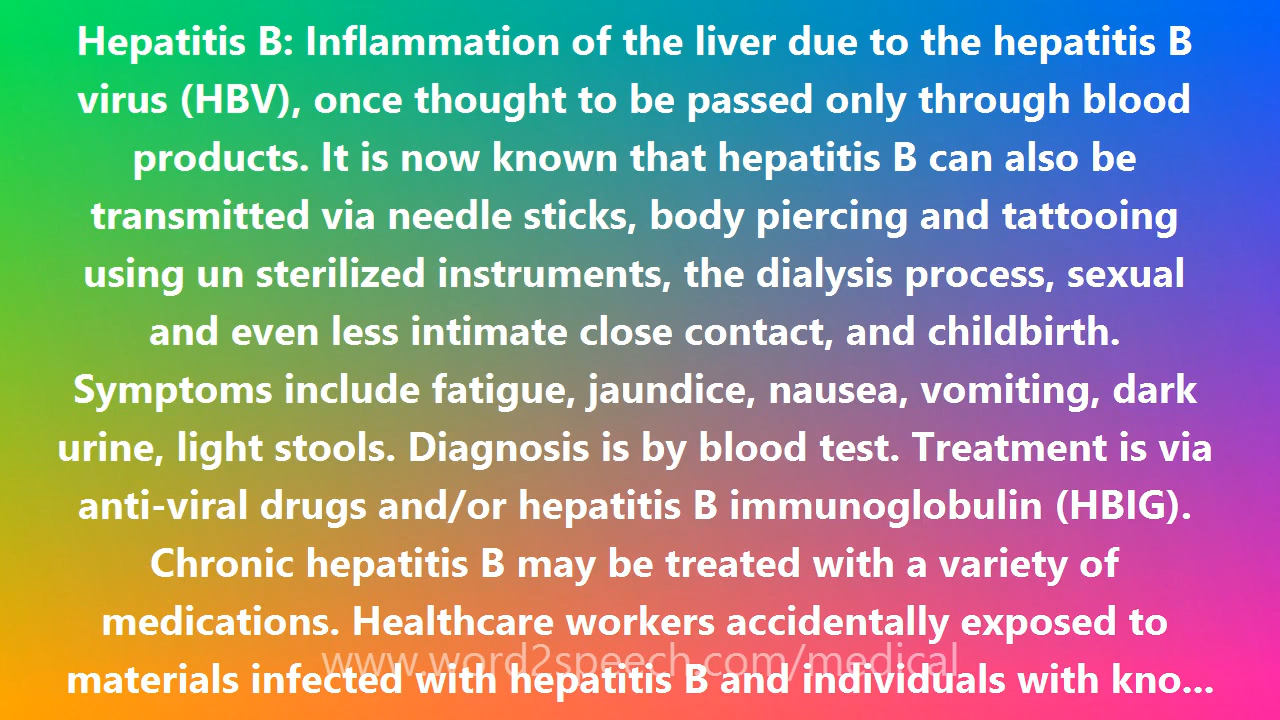 Hepatitis B: Inflammation of the liver due to the hepatitis B
virus (HBV), once thought to be passed only through blood
products. It is now known that hepatitis B can also be
transmitted via needle sticks, body piercing and tattooing
using un sterilized instruments, the dialysis process, sexual
and even less intimate close contact, and childbirth.
Symptoms include fatigue, jaundice, nausea, vomiting, dark
urine, light stools. Diagnosis is by blood test. Treatment is via
anti-viral drugs and/or hepatitis B immunoglobulin (HBIG).
Chronic hepatitis B may be treated with a variety of
medications. Healthcare workers accidentally exposed to
www.word2speech.com/medical
materials infected with hepatitis B and individuals with kno...